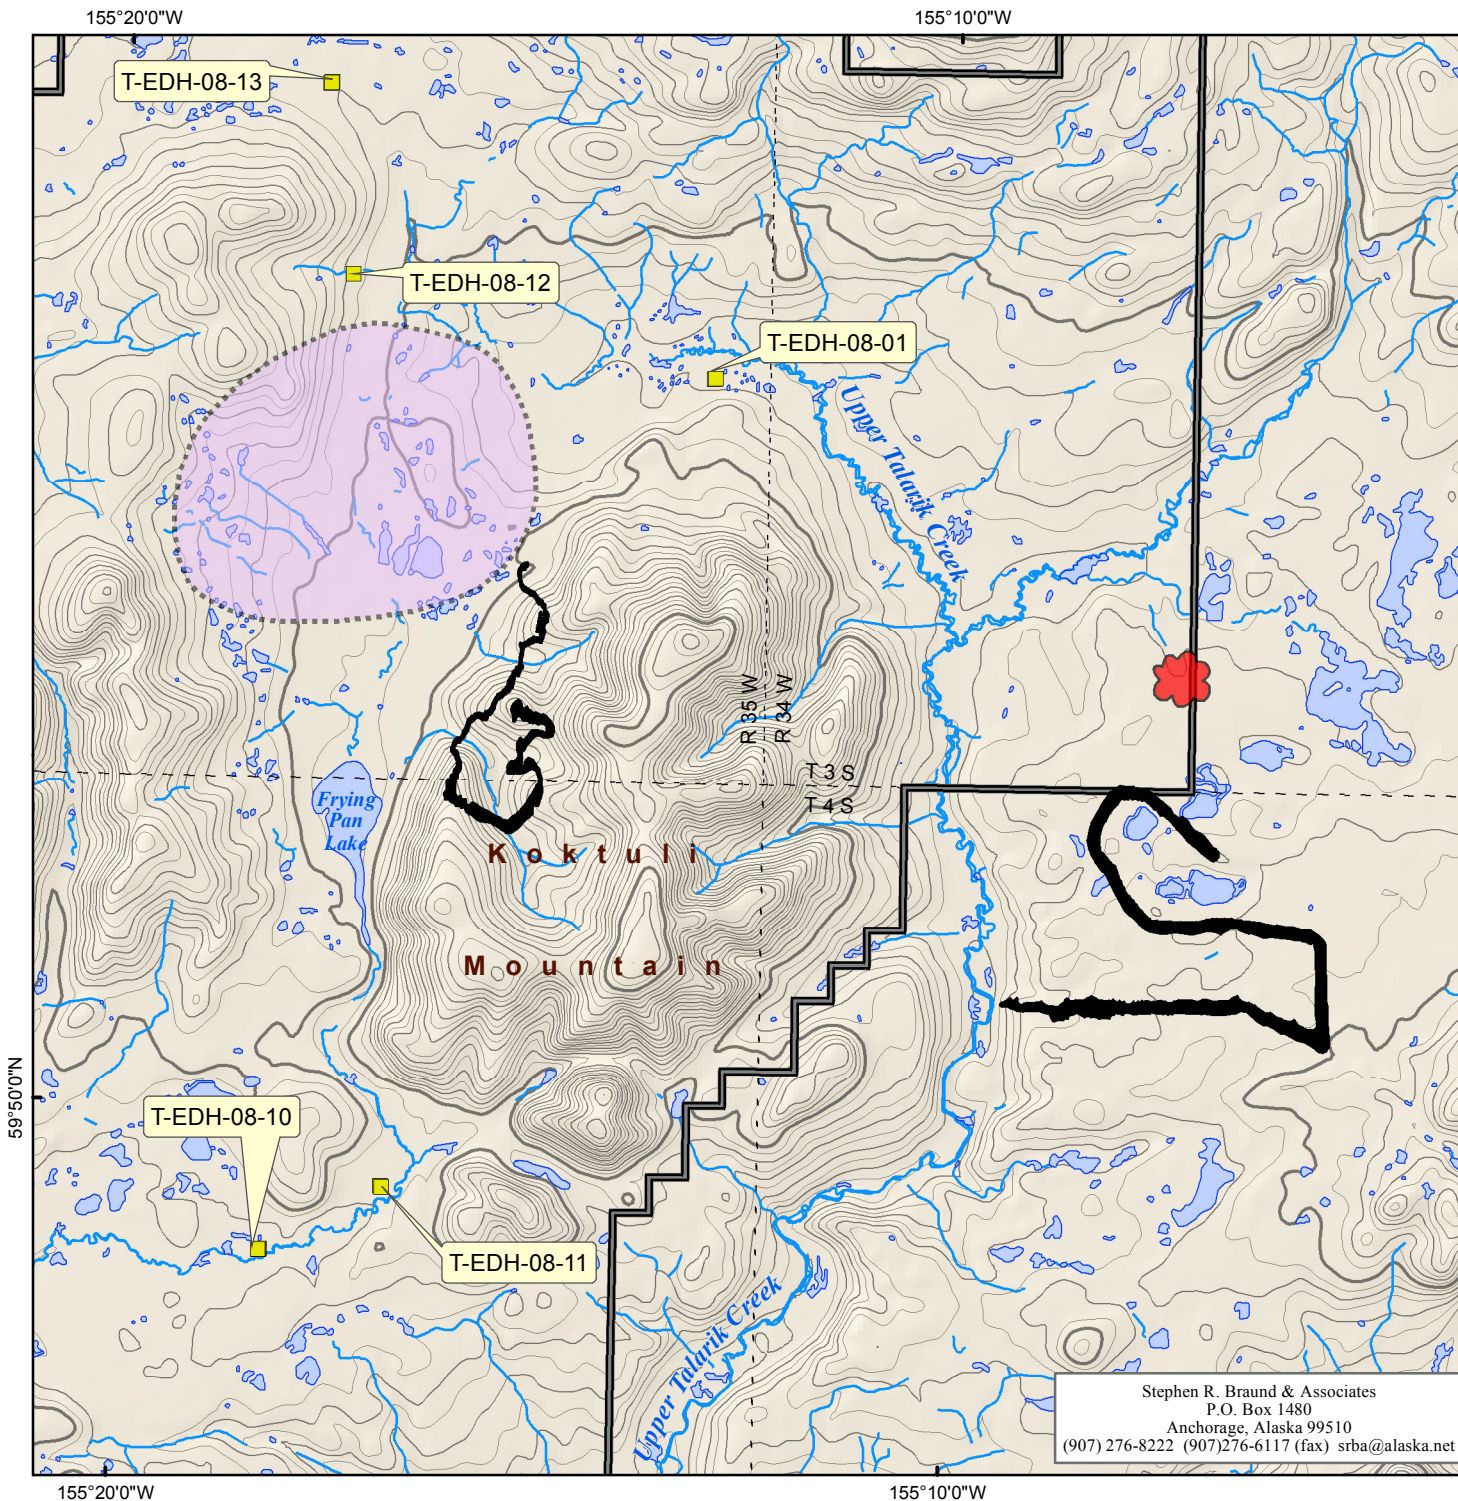 155°20'0"W
155°10'0"W
T-EDH-08-13
T-EDH-08-12
T-EDH-08-01
Upper Talarik Creek
R 35 W
R 34 W
T 3 S
T 4 S
Frying
Pan
Lake
Koktuli
Mountain
59°50'0"N
T-EDH-08-10
T-EDH-08-11
Upper Talarik Creek
Stephen R. Braund & Associates
P.O. Box 1480
Anchorage, Alaska 99510
(907) 276-8222 (907)276-6117 (fax) srba@alaska.net
155°20'0"W
155°10'0"W